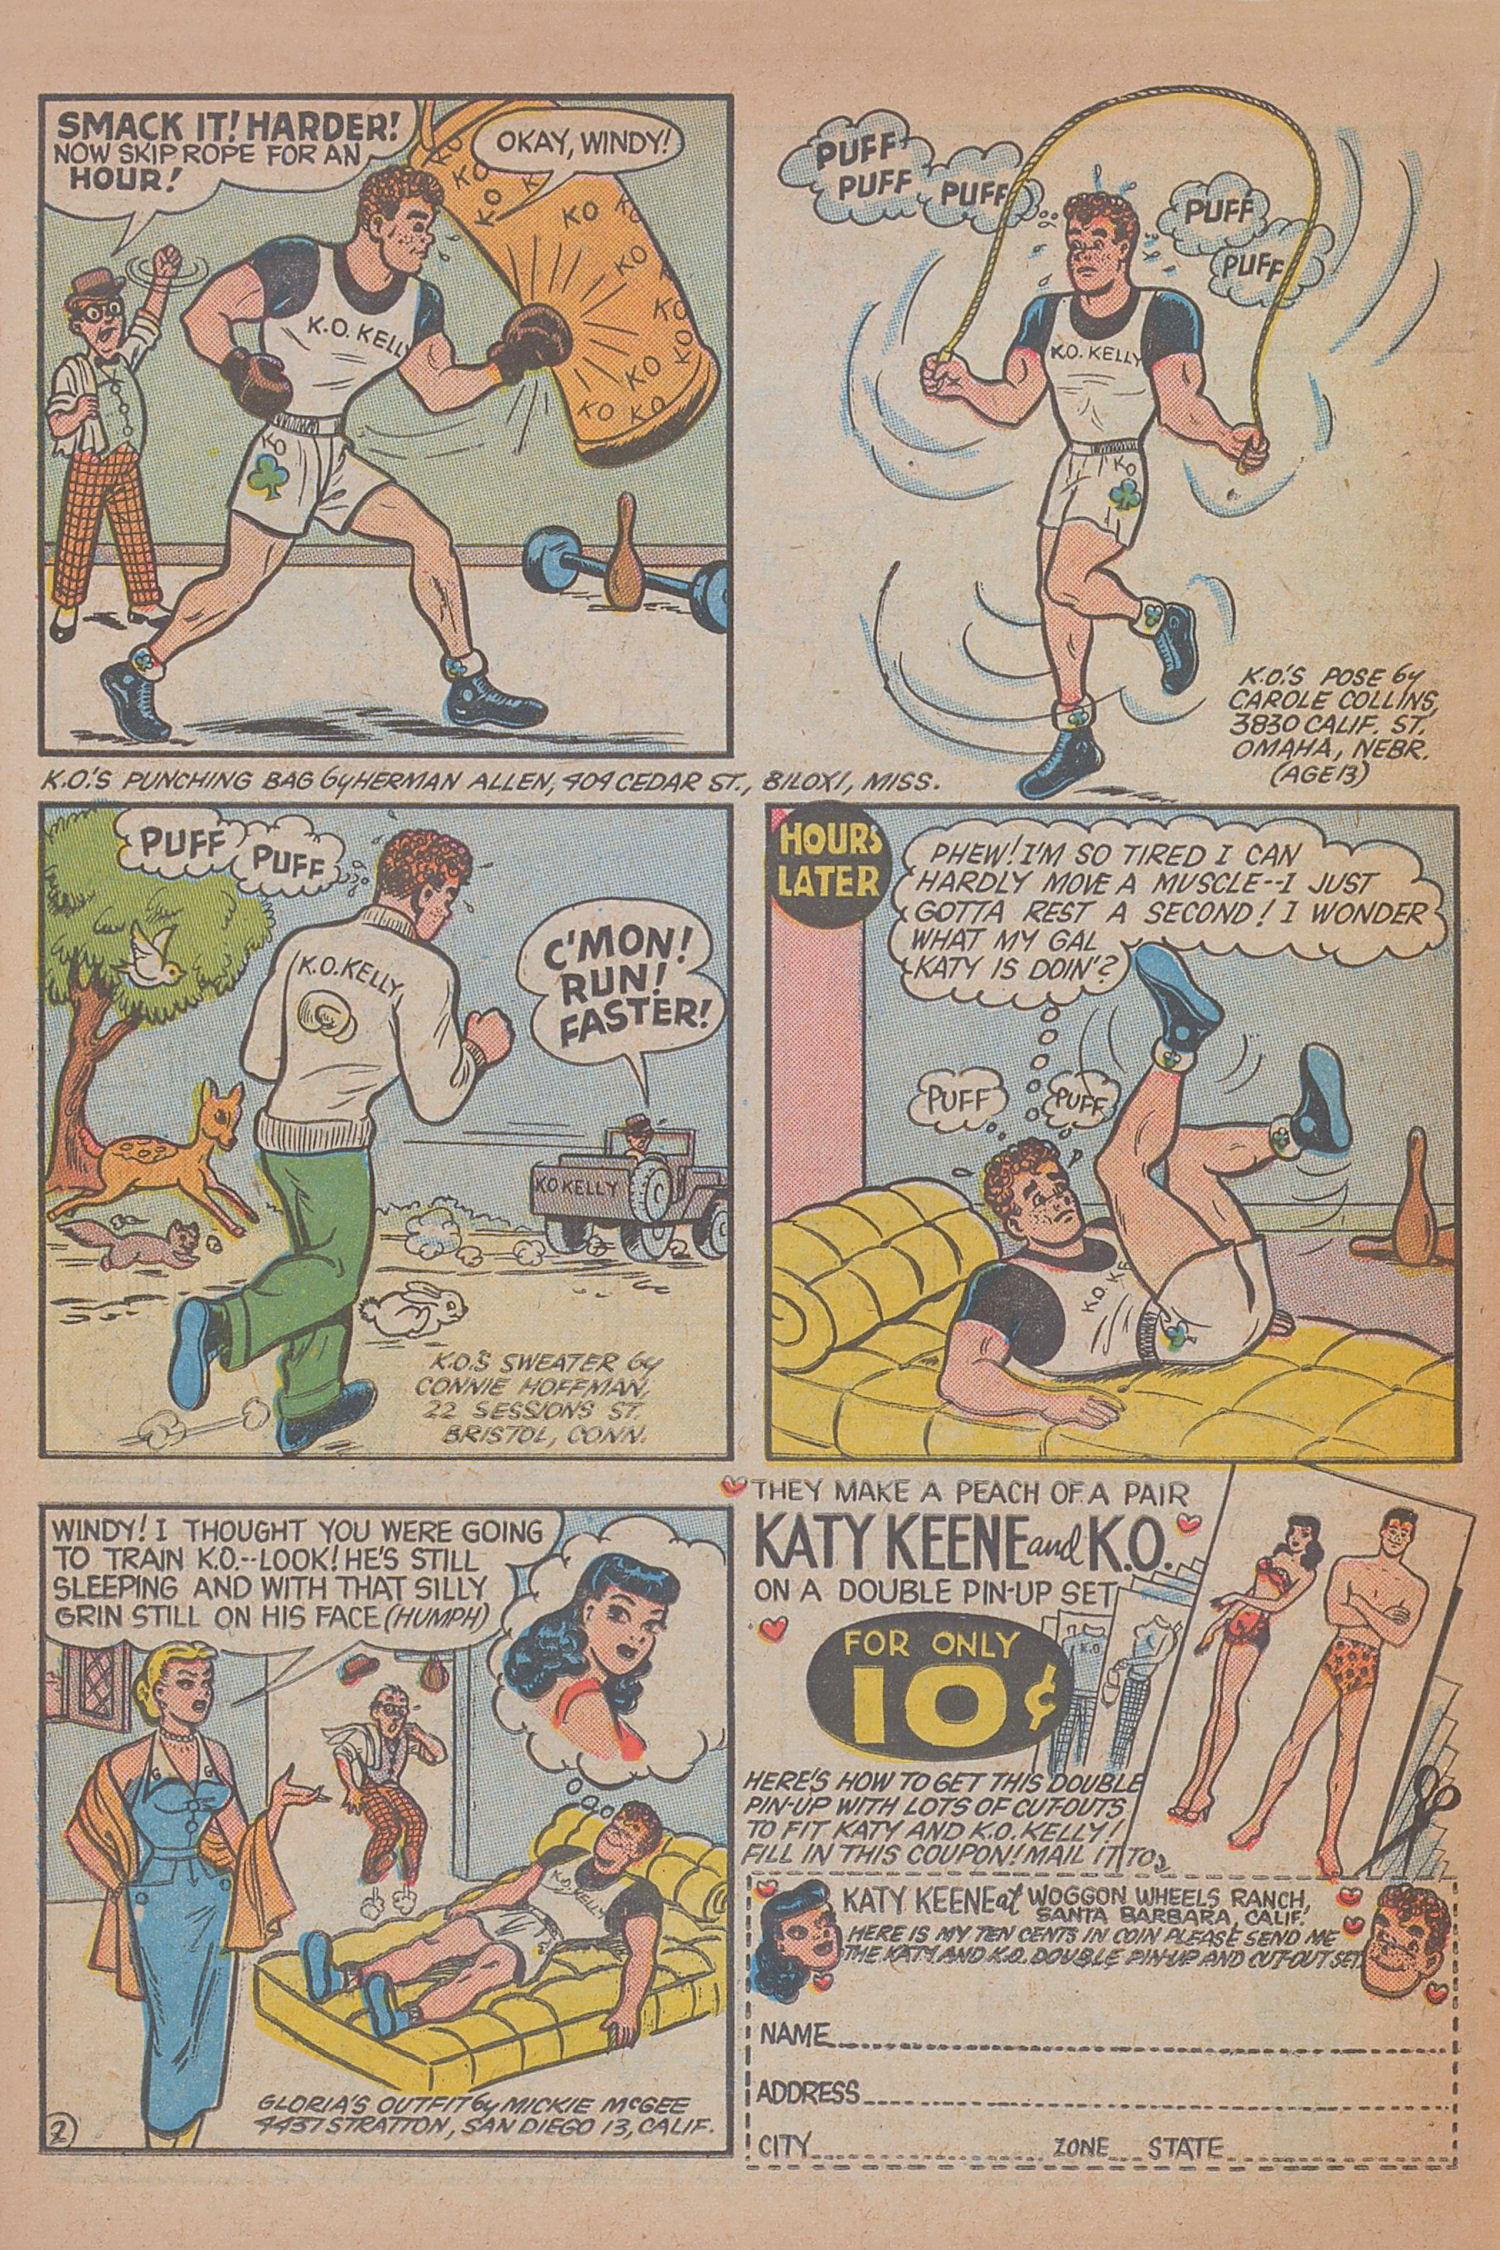 SMACK IT! HARDER!
NOW SKIP ROPE FOR AN
HOUR!
OKAY, WINDY!
KO
KO
KO
KO
KO
KO
KO
KO
KO
KO
KO
KO
K.O. KELLY
KO
PUFF
PUFF
PUFF
PUFF
PUFF
K.O. KELLY
KO
K.O.'S POSE by
CAROLE COLLINS,
3830 CALIF. ST.
OMAHA, NEBR.
(AGE 13)
K.O.'S PUNCHING BAG by HERMAN ALLEN, 404 CEDAR ST., BILOXI, MISS.
PUFF
PUFF
K.O. KELLY
C'MON!
RUN!
FASTER!
KO KELLY
K.O.'S SWEATER by
CONNIE HOFFMAN,
22 SESSIONS ST.
BRISTOL, CONN.
HOURS
LATER
PHEW! I'M SO TIRED I CAN
HARDLY MOVE A MUSCLE--I JUST
GOTTA REST A SECOND! I WONDER
WHAT MY GAL
KATY IS DOIN'?
PUFF
PUFF
K.O. KE
WINDY! I THOUGHT YOU WERE GOING
TO TRAIN K.O.--LOOK! HE'S STILL
SLEEPING AND WITH THAT SILLY
GRIN STILL ON HIS FACE (HUMPH)
G G
K.O. KELLY
GLORIA'S OUTFIT by MICKIE McGEE
4437 STRATTON, SAN DIEGO 13, CALIF.
2
THEY MAKE A PEACH OF A PAIR
KATY KEENE and K.O.
ON A DOUBLE PIN-UP SET
FOR ONLY
10¢
K.O
HERE'S HOW TO GET THIS DOUBLE
PIN-UP WITH LOTS OF CUT-OUTS
TO FIT KATY AND K.O. KELLY!
FILL IN THIS COUPON! MAIL IT TO
KATY KEENE at WOGGON WHEELS RANCH,
SANTA BARBARA, CALIF.
HERE IS MY TEN CENTS IN COIN PLEASE SEND ME
THE KATY AND K.O. DOUBLE PIN-UP AND CUT-OUT SET.
NAME
ADDRESS
CITY ZONE STATE